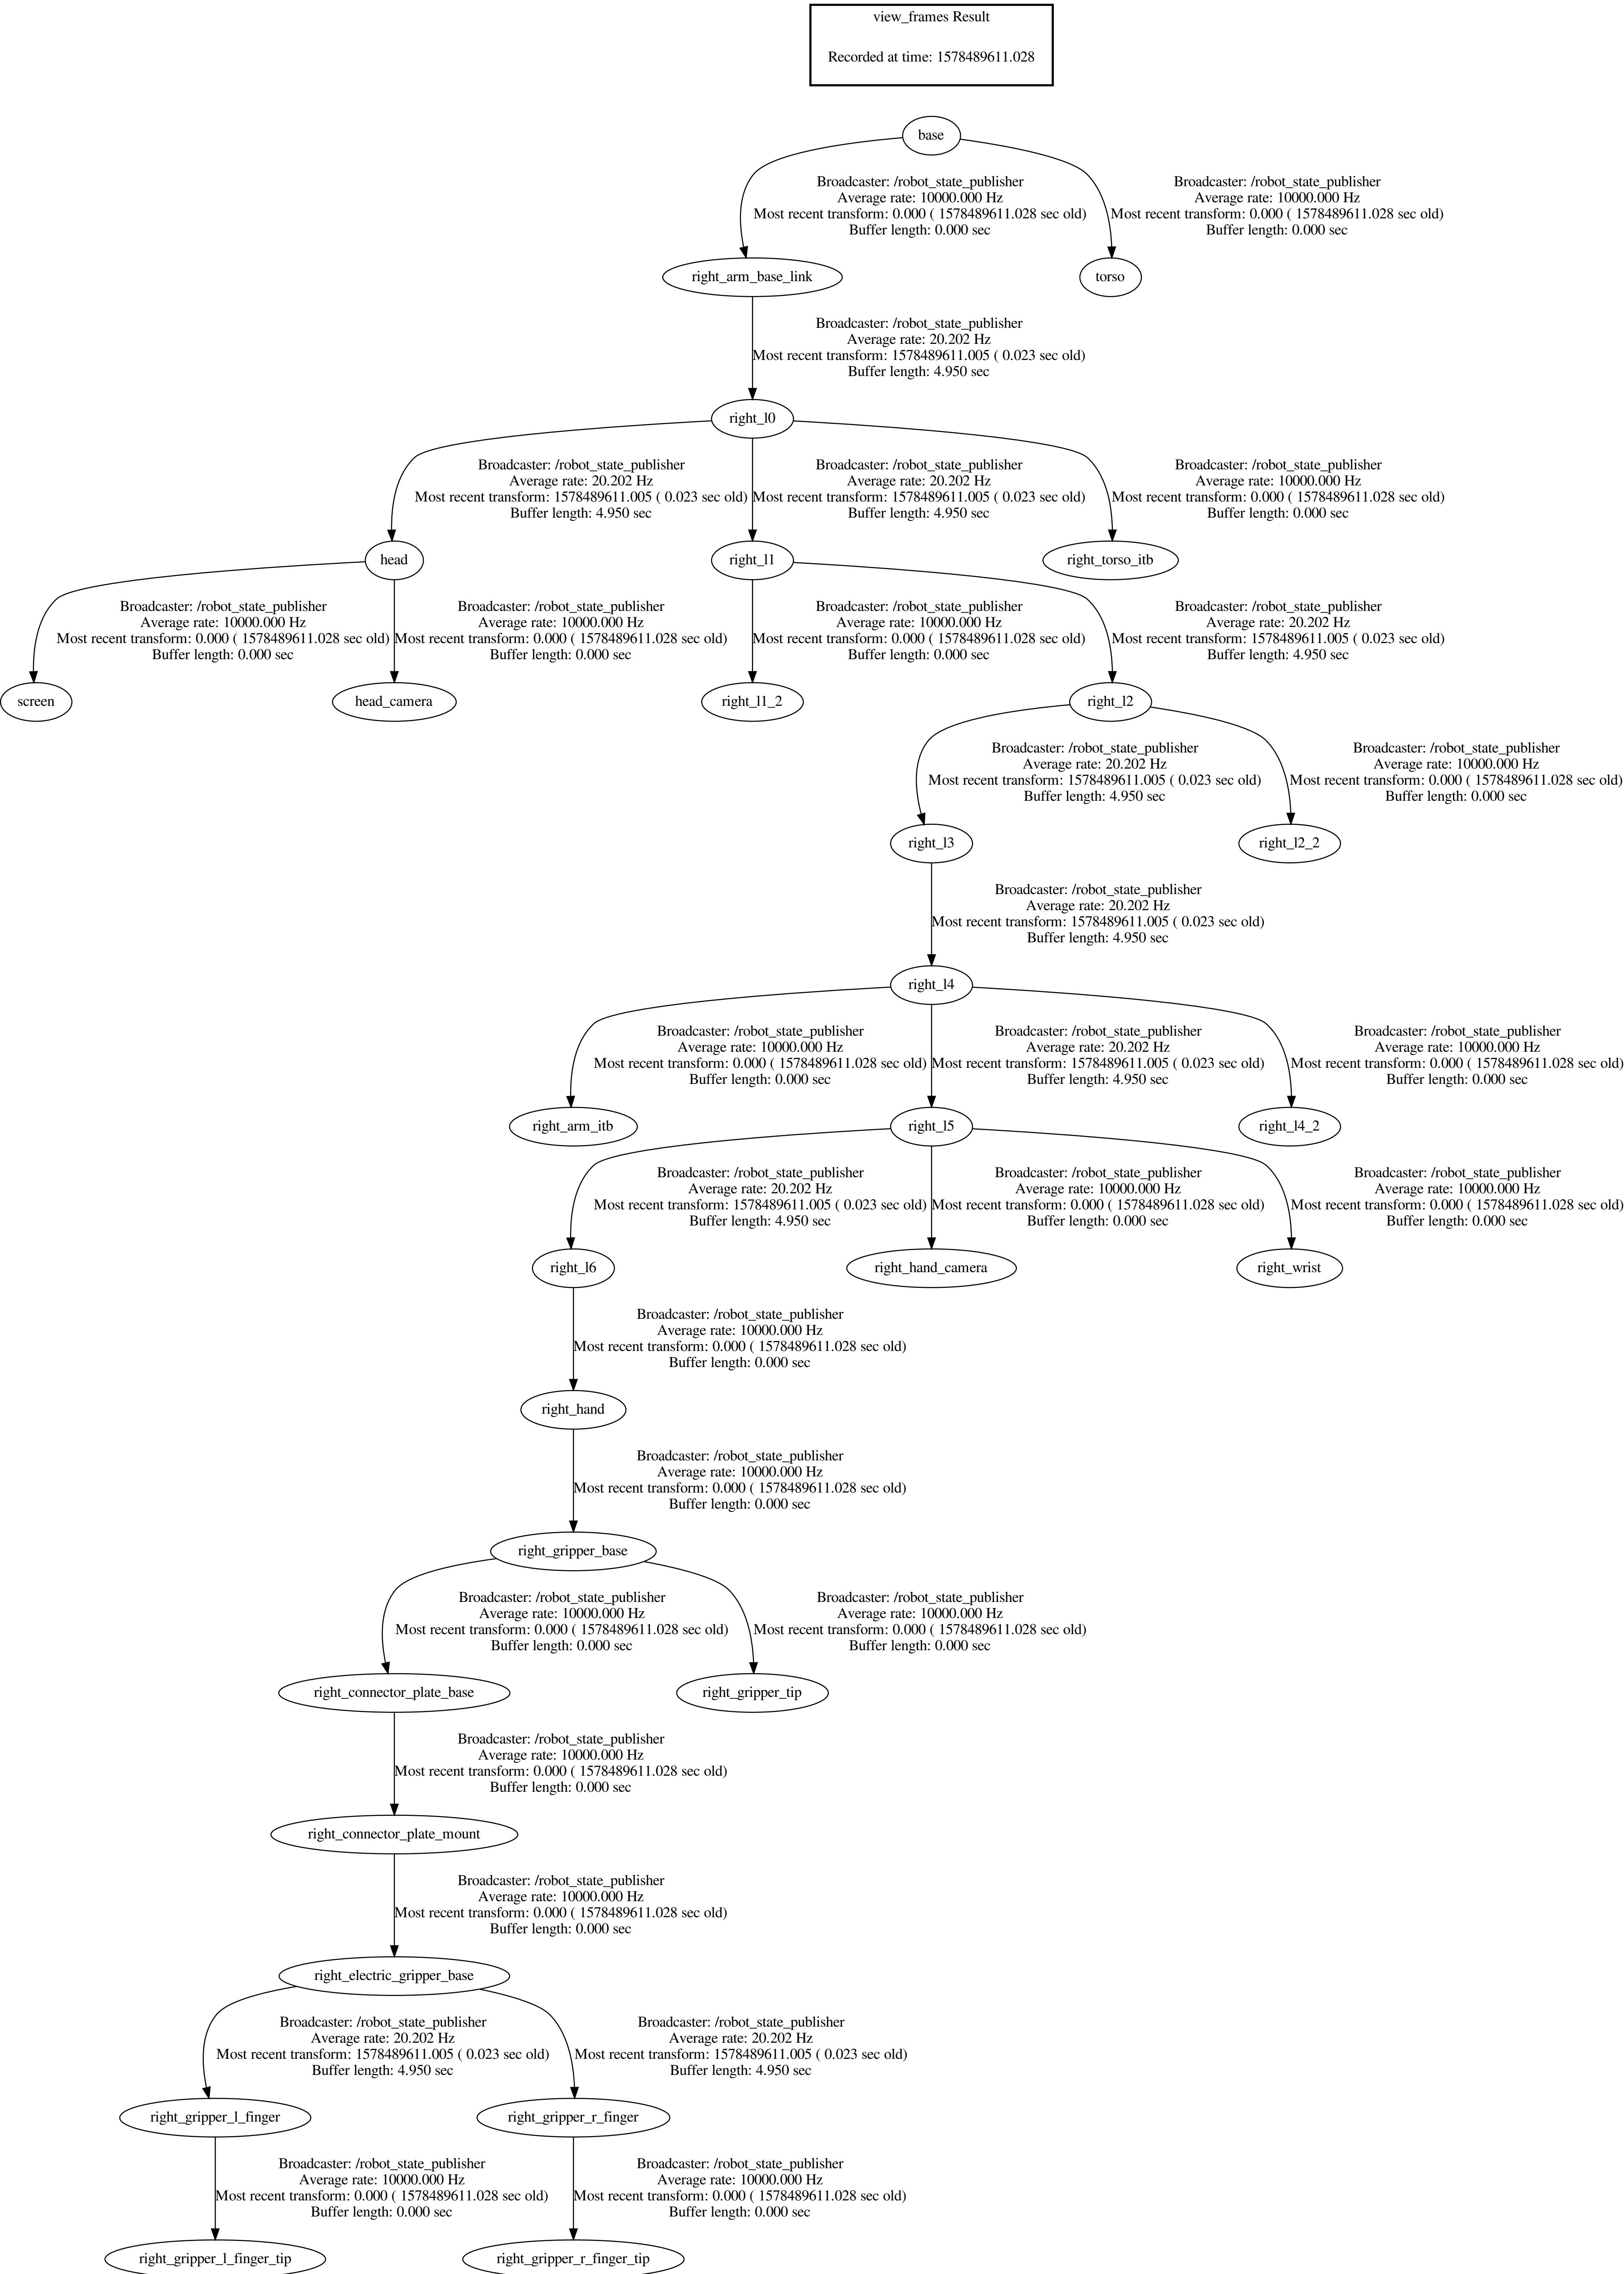 view_frames Result
Recorded at time: 1578489611.028
base
Broadcaster: /robot_state_publisher
Average rate: 10000.000 Hz
Most recent transform: 0.000 ( 1578489611.028 sec old)
Buffer length: 0.000 sec
Broadcaster: /robot_state_publisher
Average rate: 10000.000 Hz
Most recent transform: 0.000 ( 1578489611.028 sec old)
Buffer length: 0.000 sec
right_arm_base_link
torso
Broadcaster: /robot_state_publisher
Average rate: 20.202 Hz
Most recent transform: 1578489611.005 ( 0.023 sec old)
Buffer length: 4.950 sec
right_l0
Broadcaster: /robot_state_publisher
Average rate: 20.202 Hz
Most recent transform: 1578489611.005 ( 0.023 sec old)
Buffer length: 4.950 sec
Broadcaster: /robot_state_publisher
Average rate: 20.202 Hz
Most recent transform: 1578489611.005 ( 0.023 sec old)
Buffer length: 4.950 sec
Broadcaster: /robot_state_publisher
Average rate: 10000.000 Hz
Most recent transform: 0.000 ( 1578489611.028 sec old)
Buffer length: 0.000 sec
head
right_l1
right_torso_itb
Broadcaster: /robot_state_publisher
Average rate: 10000.000 Hz
Most recent transform: 0.000 ( 1578489611.028 sec old)
Buffer length: 0.000 sec
Broadcaster: /robot_state_publisher
Average rate: 10000.000 Hz
Most recent transform: 0.000 ( 1578489611.028 sec old)
Buffer length: 0.000 sec
Broadcaster: /robot_state_publisher
Average rate: 10000.000 Hz
Most recent transform: 0.000 ( 1578489611.028 sec old)
Buffer length: 0.000 sec
Broadcaster: /robot_state_publisher
Average rate: 20.202 Hz
Most recent transform: 1578489611.005 ( 0.023 sec old)
Buffer length: 4.950 sec
screen
head_camera
right_l1_2
right_l2
Broadcaster: /robot_state_publisher
Average rate: 20.202 Hz
Most recent transform: 1578489611.005 ( 0.023 sec old)
Buffer length: 4.950 sec
Broadcaster: /robot_state_publisher
Average rate: 10000.000 Hz
Most recent transform: 0.000 ( 1578489611.028 sec old)
Buffer length: 0.000 sec
right_l3
right_l2_2
Broadcaster: /robot_state_publisher
Average rate: 20.202 Hz
Most recent transform: 1578489611.005 ( 0.023 sec old)
Buffer length: 4.950 sec
right_l4
Broadcaster: /robot_state_publisher
Average rate: 10000.000 Hz
Most recent transform: 0.000 ( 1578489611.028 sec old)
Buffer length: 0.000 sec
Broadcaster: /robot_state_publisher
Average rate: 20.202 Hz
Most recent transform: 1578489611.005 ( 0.023 sec old)
Buffer length: 4.950 sec
Broadcaster: /robot_state_publisher
Average rate: 10000.000 Hz
Most recent transform: 0.000 ( 1578489611.028 sec old)
Buffer length: 0.000 sec
right_arm_itb
right_l5
right_l4_2
Broadcaster: /robot_state_publisher
Average rate: 20.202 Hz
Most recent transform: 1578489611.005 ( 0.023 sec old)
Buffer length: 4.950 sec
Broadcaster: /robot_state_publisher
Average rate: 10000.000 Hz
Most recent transform: 0.000 ( 1578489611.028 sec old)
Buffer length: 0.000 sec
Broadcaster: /robot_state_publisher
Average rate: 10000.000 Hz
Most recent transform: 0.000 ( 1578489611.028 sec old)
Buffer length: 0.000 sec
right_l6
right_hand_camera
right_wrist
Broadcaster: /robot_state_publisher
Average rate: 10000.000 Hz
Most recent transform: 0.000 ( 1578489611.028 sec old)
Buffer length: 0.000 sec
right_hand
Broadcaster: /robot_state_publisher
Average rate: 10000.000 Hz
Most recent transform: 0.000 ( 1578489611.028 sec old)
Buffer length: 0.000 sec
right_gripper_base
Broadcaster: /robot_state_publisher
Average rate: 10000.000 Hz
Most recent transform: 0.000 ( 1578489611.028 sec old)
Buffer length: 0.000 sec
Broadcaster: /robot_state_publisher
Average rate: 10000.000 Hz
Most recent transform: 0.000 ( 1578489611.028 sec old)
Buffer length: 0.000 sec
right_connector_plate_base
right_gripper_tip
Broadcaster: /robot_state_publisher
Average rate: 10000.000 Hz
Most recent transform: 0.000 ( 1578489611.028 sec old)
Buffer length: 0.000 sec
right_connector_plate_mount
Broadcaster: /robot_state_publisher
Average rate: 10000.000 Hz
Most recent transform: 0.000 ( 1578489611.028 sec old)
Buffer length: 0.000 sec
right_electric_gripper_base
Broadcaster: /robot_state_publisher
Average rate: 20.202 Hz
Most recent transform: 1578489611.005 ( 0.023 sec old)
Buffer length: 4.950 sec
Broadcaster: /robot_state_publisher
Average rate: 20.202 Hz
Most recent transform: 1578489611.005 ( 0.023 sec old)
Buffer length: 4.950 sec
right_gripper_l_finger
right_gripper_r_finger
Broadcaster: /robot_state_publisher
Average rate: 10000.000 Hz
Most recent transform: 0.000 ( 1578489611.028 sec old)
Buffer length: 0.000 sec
Broadcaster: /robot_state_publisher
Average rate: 10000.000 Hz
Most recent transform: 0.000 ( 1578489611.028 sec old)
Buffer length: 0.000 sec
right_gripper_l_finger_tip
right_gripper_r_finger_tip